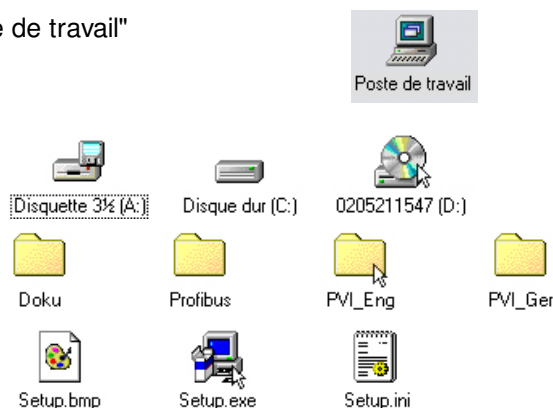 de travail"
Poste de travail
Disquette 3½ (A:) Disque dur (C:) 0205211547 (D:)
Doku Profibus PVI_Eng PVI_Ger
Setup.bmp Setup.exe Setup.ini